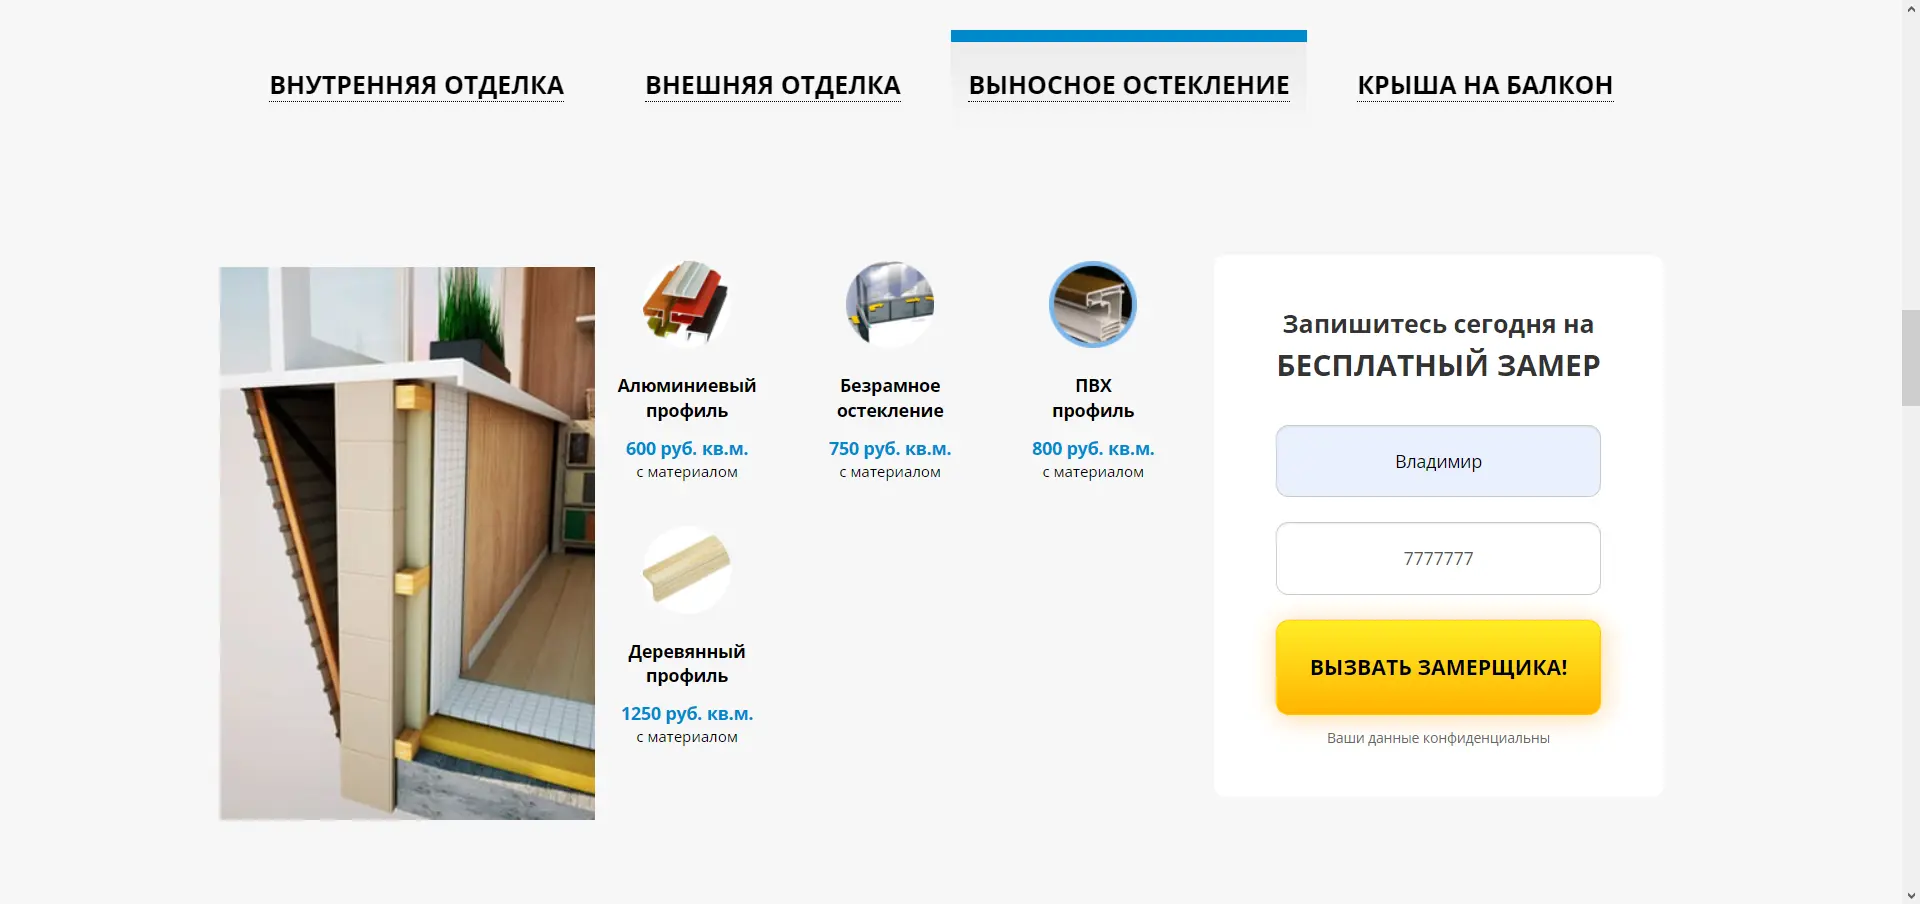 ВНУТРЕННЯЯ ОТДЕЛКА
ВНЕШНЯЯ ОТДЕЛКА
ВЫНОСНОЕ ОСТЕКЛЕНИЕ
КРЫША НА БАЛКОН
Алюминиевый
профиль
600 руб. кв.м.
с материалом
Безрамное
остекление
750 руб. кв.м.
с материалом
ПВХ
профиль
800 руб. кв.м.
с материалом
Деревянный
профиль
1250 руб. кв.м.
с материалом
Запишитесь сегодня на
БЕСПЛАТНЫЙ ЗАМЕР
Владимир
7777777
ВЫЗВАТЬ ЗАМЕРЩИКА!
Ваши данные конфиденциальны